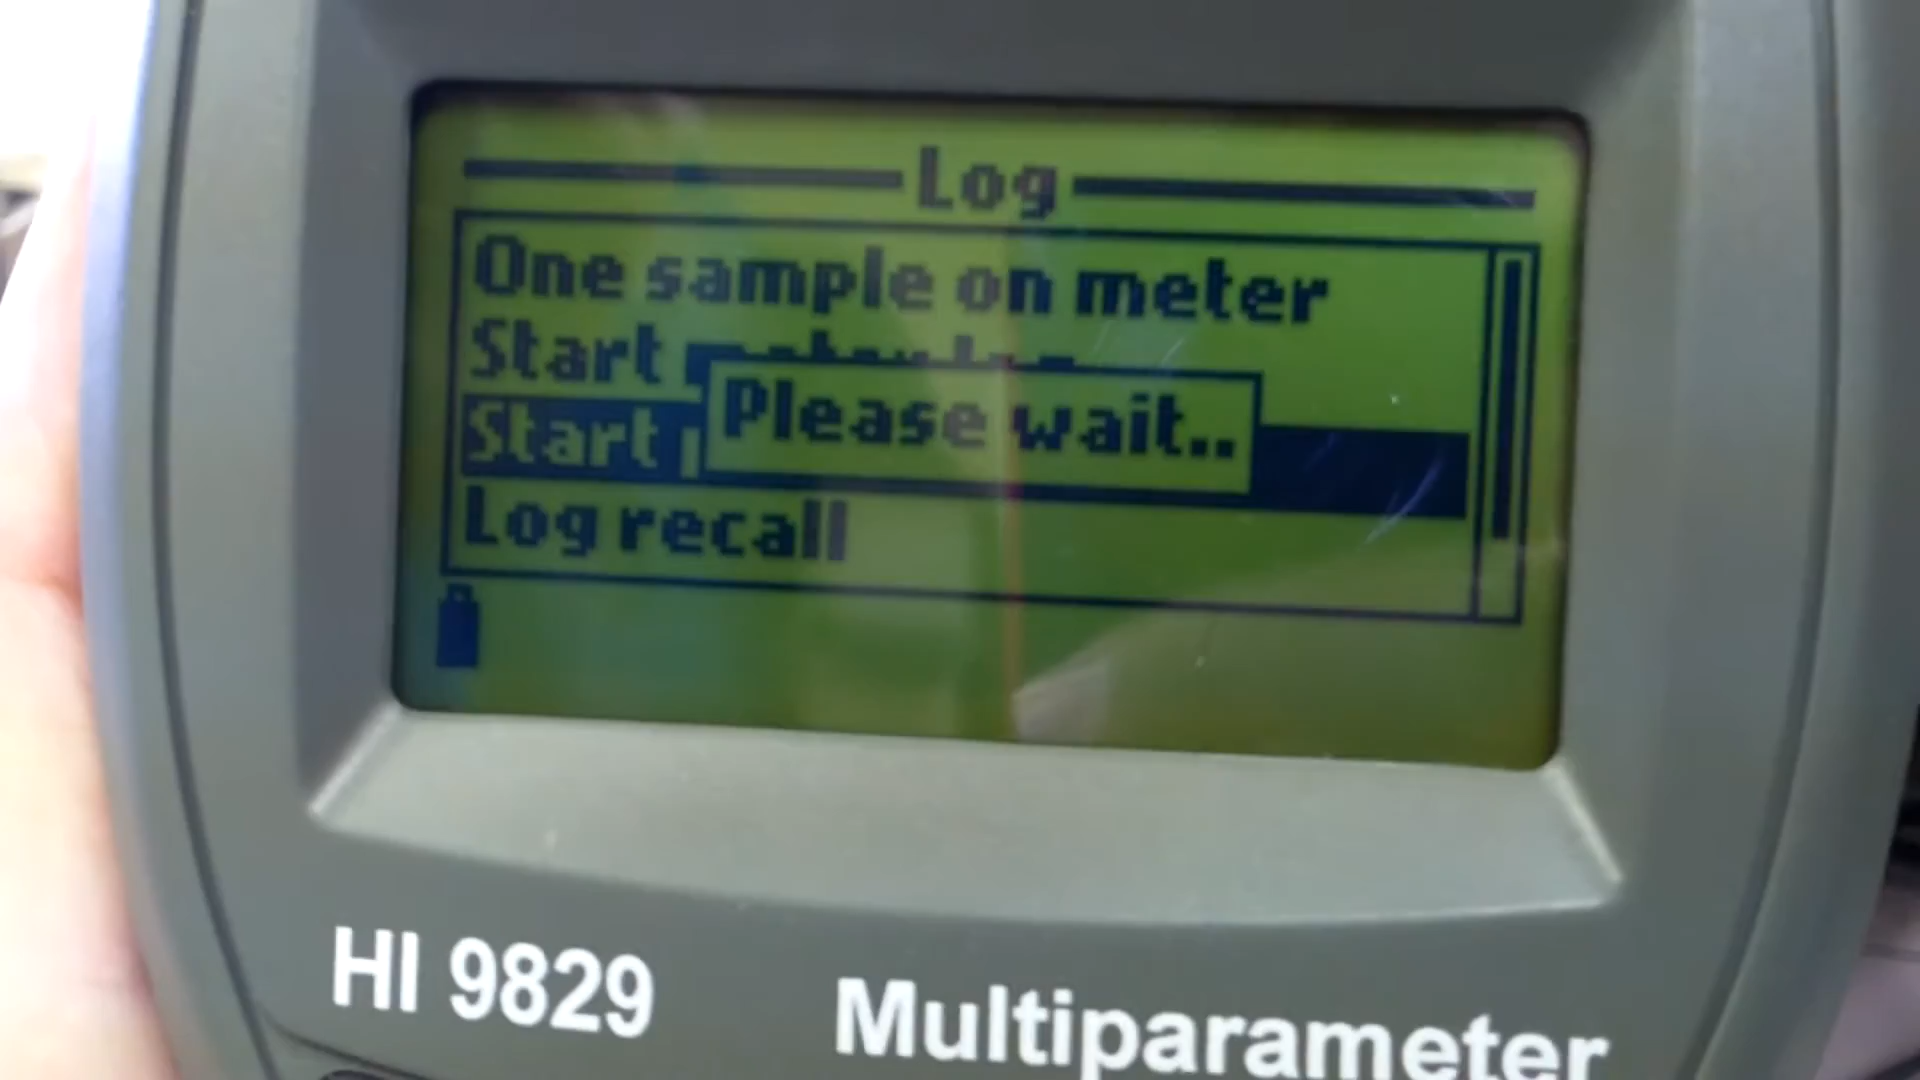 Log
One sample on meter
Start
Please wait..
Start
Log recall
HI 9829
Multiparameter